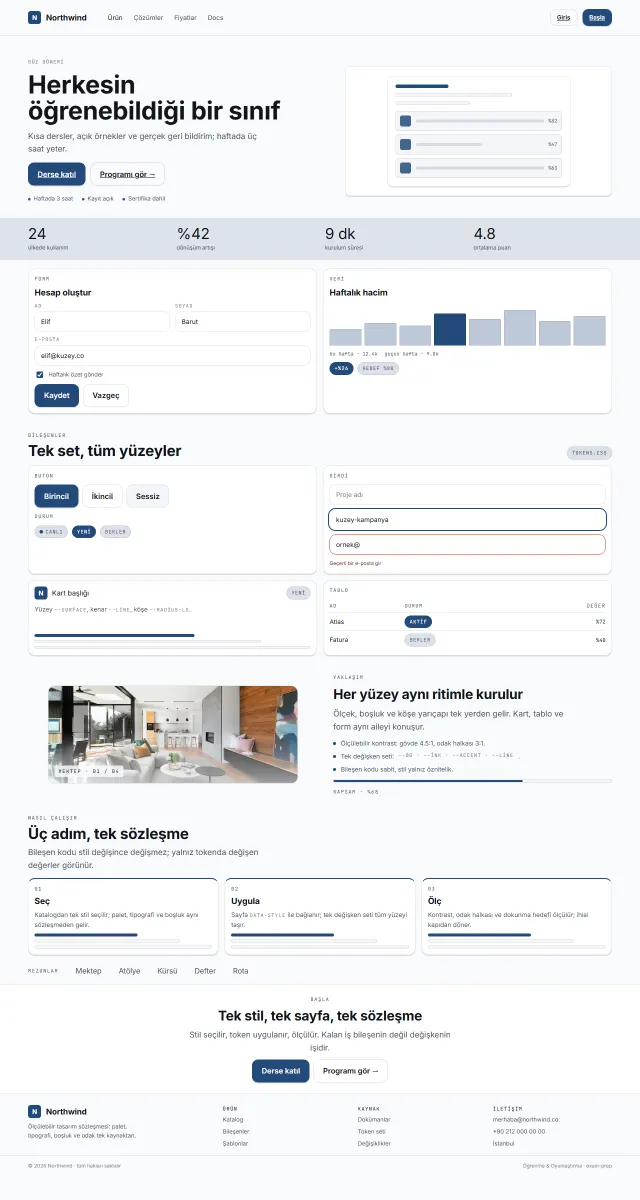 N Northwind
Ürün Çözümler Fiyatlar Docs
Giriş
Başla
GÜZ DÖNEMİ
Herkesin
öğrenebildiği bir sınıf
Kısa dersler, açık örnekler ve gerçek geri bildirim; haftada üç
saat yeter.
Derse katıl
Programı gör →
Haftada 3 saat
Kayıt açık
Sertifika dahil
%82
%47
%63
24
ülkede kullanım
%42
dönüşüm artışı
9 dk
kurulum süresi
4.8
ortalama puan
FORM
Hesap oluştur
AD
SOYAD
Elif
Barut
E-POSTA
elif@kuzey.co
Haftalık özet gönder
Kaydet
Vazgeç
VERİ
Haftalık hacim
bu hafta · 12.4k geçen hafta · 9.8k
+%26
HEDEF %80
BİLEŞENLER
Tek set, tüm yüzeyler
TOKENS.CSS
BUTON
Birincil
İkincil
Sessiz
DURUM
CANLI
YENİ
BEKLER
GİRDİ
Proje adı
kuzey-kampanya
ornek@
Geçerli bir e-posta gir
N Kart başlığı
YENİ
Yüzey --SURFACE, kenar --LINE, köşe --RADIUS-LG.
TABLO
AD DURUM DEĞER
Atlas AKTİF %72
Fatura BEKLER %40
MEKTEP · 01 / 04
YAKLAŞIM
Her yüzey aynı ritimle kurulur
Ölçek, boşluk ve köşe yarıçapı tek yerden gelir. Kart, tablo ve
form aynı aileyi konuşur.
Ölçülebilir kontrast: gövde 4.5:1, odak halkası 3:1.
Tek değişken seti: --BG · --INK · --ACCENT · --LINE .
Bileşen kodu sabit, stil yalnız öznitelik.
KAPSAM · %68
NASIL ÇALIŞIR
Üç adım, tek sözleşme
Bileşen kodu stil değişince değişmez; yalnız tokenda değişen
değerler görünür.
01
Seç
Katalogdan tek stil seçilir; palet, tipografi ve boşluk aynı
sözleşmeden gelir.
02
Uygula
Sayfa DATA-STYLE ile bağlanır; tek değişken seti tüm yüzeyi
taşır.
03
Ölç
Kontrast, odak halkası ve dokunma hedefi ölçülür; ihlal
kapıdan döner.
MEZUNLAR Mektep Atölye Kürsü Defter Rota
BAŞLA
Tek stil, tek sayfa, tek sözleşme
Stil seçilir, token uygulanır, ölçülür. Kalan iş bileşenin değil değişkenin
işidir.
Derse katıl
Programı gör →
N Northwind
Ölçülebilir tasarım sözleşmesi: palet,
tipografi, boşluk ve odak tek kaynaktan.
ÜRÜN
Katalog
Bileşenler
Şablonlar
KAYNAK
Dokümanlar
Token seti
Değişiklikler
İLETİŞİM
merhaba@northwind.co
+90 212 000 00 00
İstanbul
© 2026 Northwind · tüm hakları saklıdır
Öğrenme & Oyunlaştırma · exam-prep